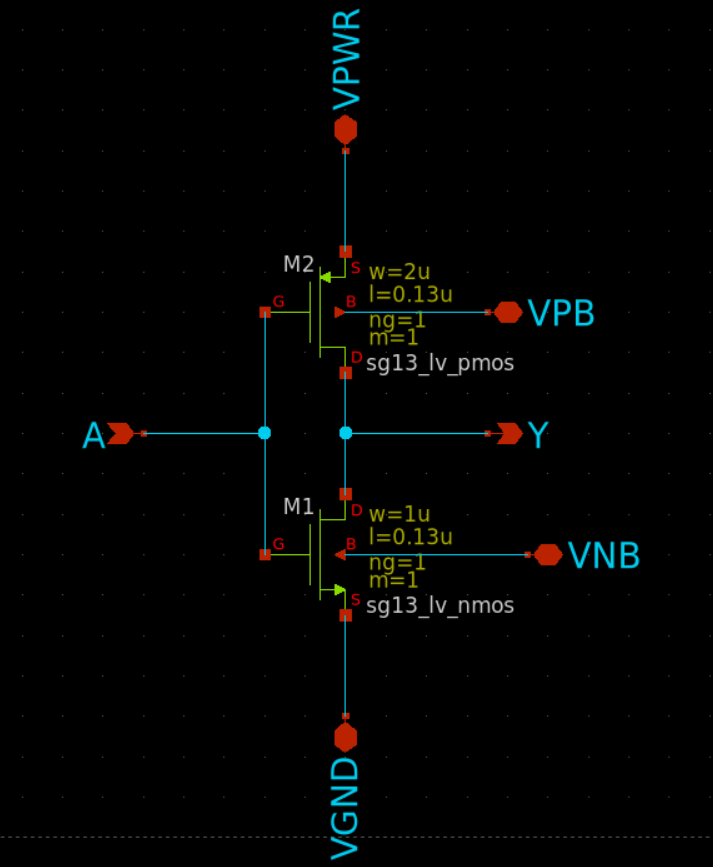 VPWR
M2
S
w=2u
l=0.13u
G
B
ng=1
m=1
VPB
D
sg13_lv_pmos
A
Y
M1
D
w=1u
l=0.13u
G
B
ng=1
m=1
VNB
S
sg13_lv_nmos
VGND